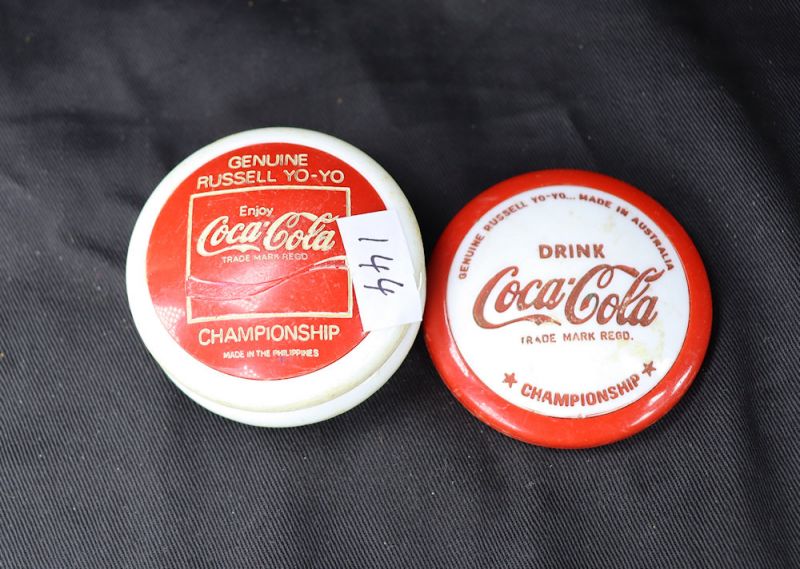 GENUINE
RUSSELL YO-YO
Enjoy
Coca-Cola
TRADE MARK REGD
CHAMPIONSHIP
MADE IN THE PHILIPPINES
144
GENUINE RUSSELL YO-YO... MADE IN AUSTRALIA
DRINK
Coca-Cola
TRADE MARK REGD.
★ CHAMPIONSHIP ★